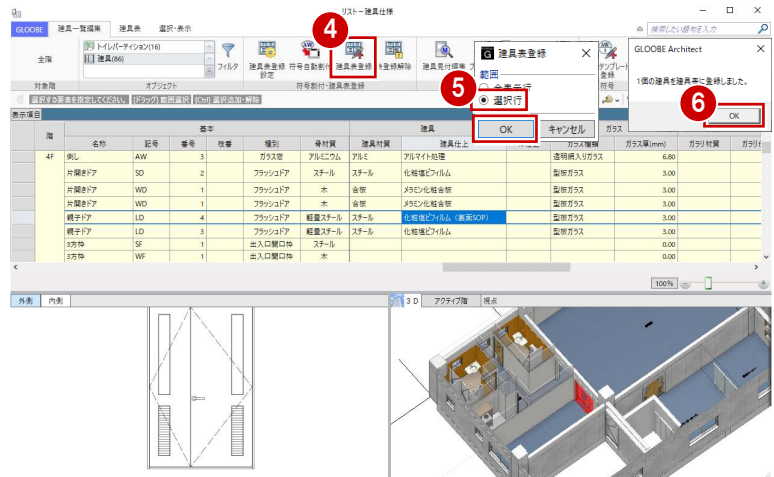 リスト - 建具仕様
GLOOBE 建具一覧編集 建具表 選択・表示 検索したい語句を入力
全階
対象階
トイレパーティション(16)
建具(86)
オブジェクト
フィルタ
建具表登録設定
符号自動割付
建具表登録
登録解除
符号割付・建具表登録
建具見付編集
符号
4
建具表登録
範囲
選択行
OK キャンセル
5
GLOOBE Architect
1個の建具を建具表に登録しました。
OK
6
選択する要素を指定してください。 [ドラッグ] 範囲選択 [Ctrl] 選択追加・解除
表示項目
階 基本 建具 ガラス
名称 記号 番号 枝番 種別 骨材質 建具材質 建具仕上 ガラス種類 ガラス厚(mm) ガラリ材質
4F 倒し AW 3 ガラス窓 アルミニウム アルミ アルマイト処理 透明網入りガラス 6.80
片開きドア SD 2 フラッシュドア スチール スチール 化粧塩ビフィルム 型板ガラス 3.00
片開きドア WD 1 フラッシュドア 木 合板 メラミン化粧合板 型板ガラス 3.00
片開きドア WD 1 フラッシュドア 木 合板 メラミン化粧合板 型板ガラス 3.00
親子ドア LD 4 フラッシュドア 軽量スチール スチール 化粧塩ビフィルム（裏面SOP） 型板ガラス 3.00
親子ドア LD 3 フラッシュドア 軽量スチール スチール 化粧塩ビフィルム 型板ガラス 3.00
3方枠 SF 1 出入口開口枠 スチール 0.00
3方枠 WF 1 出入口開口枠 木 0.00
100%
外側 内側
3D アクティブ階 視点